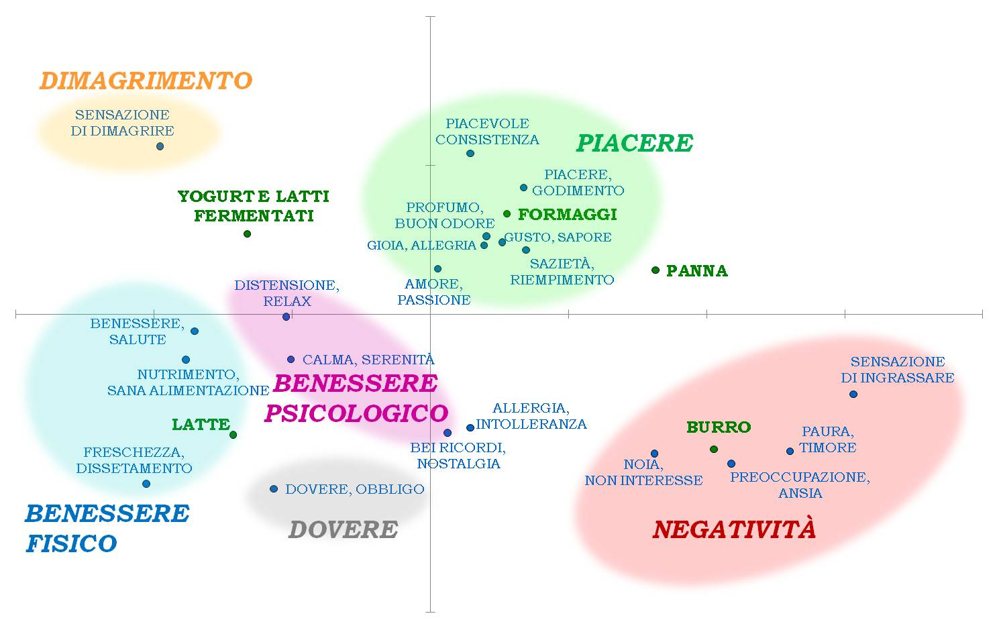 DIMAGRIMENTO
SENSAZIONE
DI DIMAGRIRE
YOGURT E LATTI
FERMENTATI
PIACEVOLE
CONSISTENZA
PIACERE
PIACERE,
GODIMENTO
PROFUMO,
BUON ODORE
FORMAGGI
GUSTO, SAPORE
GIOIA, ALLEGRIA
SAZIETÀ,
RIEMPIMENTO
AMORE,
PASSIONE
PANNA
DISTENSIONE,
RELAX
BENESSERE,
SALUTE
CALMA, SERENITÀ
NUTRIMENTO,
SANA ALIMENTAZIONE
BENESSERE
PSICOLOGICO
LATTE
FRESCHEZZA,
DISSETAMENTO
BENESSERE
FISICO
ALLERGIA,
INTOLLERANZA
BEI RICORDI,
NOSTALGIA
DOVERE, OBBLIGO
DOVERE
SENSAZIONE
DI INGRASSARE
BURRO
PAURA,
TIMORE
NOIA,
NON INTERESSE
PREOCCUPAZIONE,
ANSIA
NEGATIVITÀ